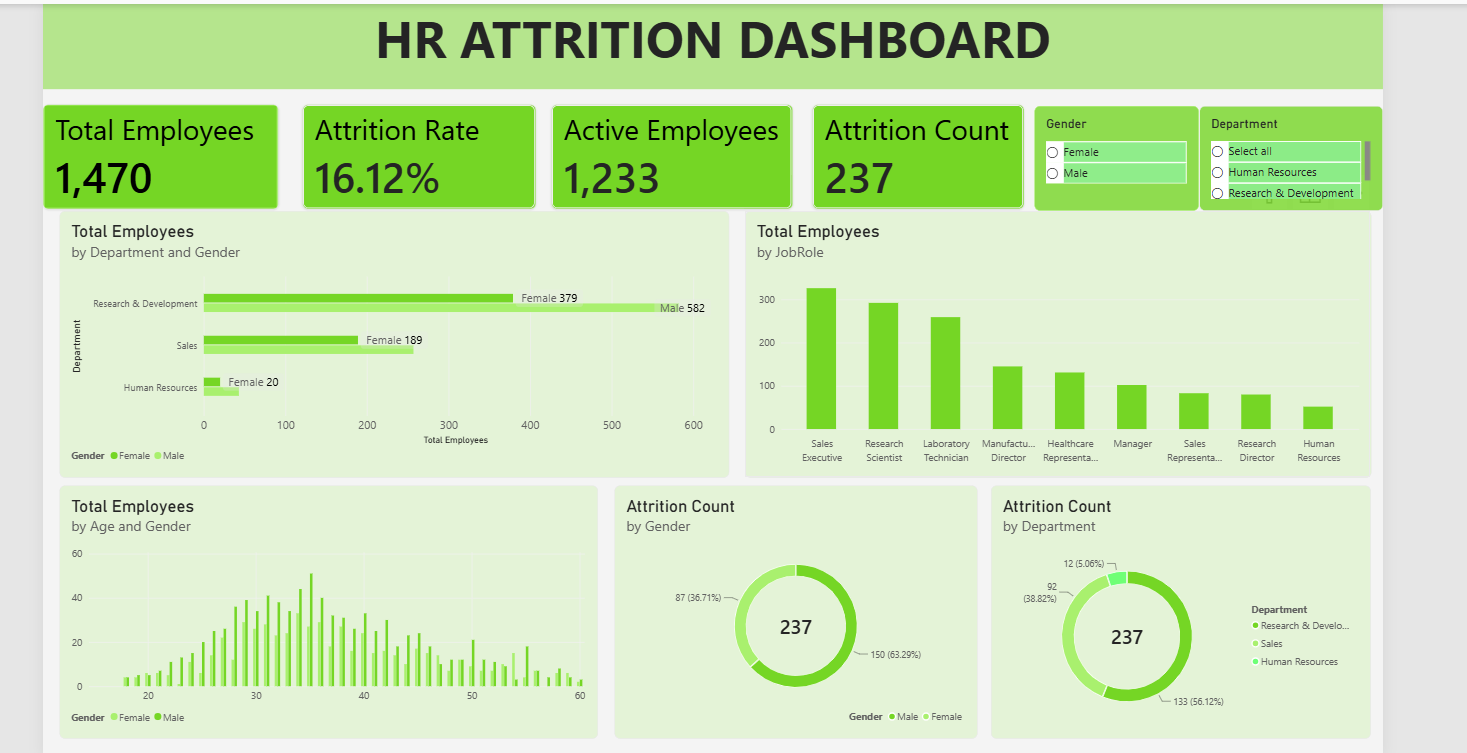 HR ATTRITION DASHBOARD
Total Employees
1,470
Attrition Rate
16.12%
Active Employees
1,233
Attrition Count
237
Gender
Female
Male
Department
Select all
Human Resources
Research & Development
Total Employees
by Department and Gender
Department
Research & Development
Female 379
Male 582
Sales
Female 189
Human Resources
Female 20
0 100 200 300 400 500 600
Total Employees
Gender Female Male
Total Employees
by JobRole
300
200
100
0
Sales Executive
Research Scientist
Laboratory Technician
Manufactu... Director
Healthcare Representa...
Manager
Sales Representa...
Research Director
Human Resources
Total Employees
by Age and Gender
60
40
20
0
20 30 40 50 60
Gender Female Male
Attrition Count
by Gender
87 (36.71%)
237
150 (63.29%)
Gender Male Female
Attrition Count
by Department
12 (5.06%)
92
(38.82%)
237
133 (56.12%)
Department
Research & Develo...
Sales
Human Resources